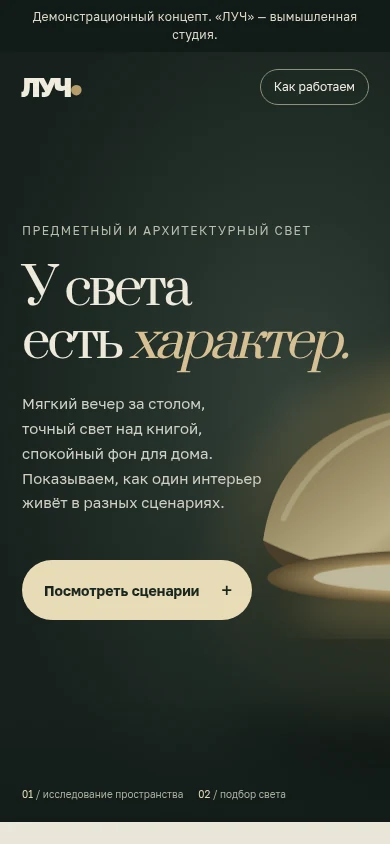 Демонстрационный концепт. «ЛУЧ» — вымышленная
студия.
ЛУЧ
Как работаем
ПРЕДМЕТНЫЙ И АРХИТЕКТУРНЫЙ СВЕТ
У света
есть характер.
Мягкий вечер за столом,
точный свет над книгой,
спокойный фон для дома.
Показываем, как один интерьер
живёт в разных сценариях.
Посмотреть сценарии +
01 / исследование пространства 02 / подбор света